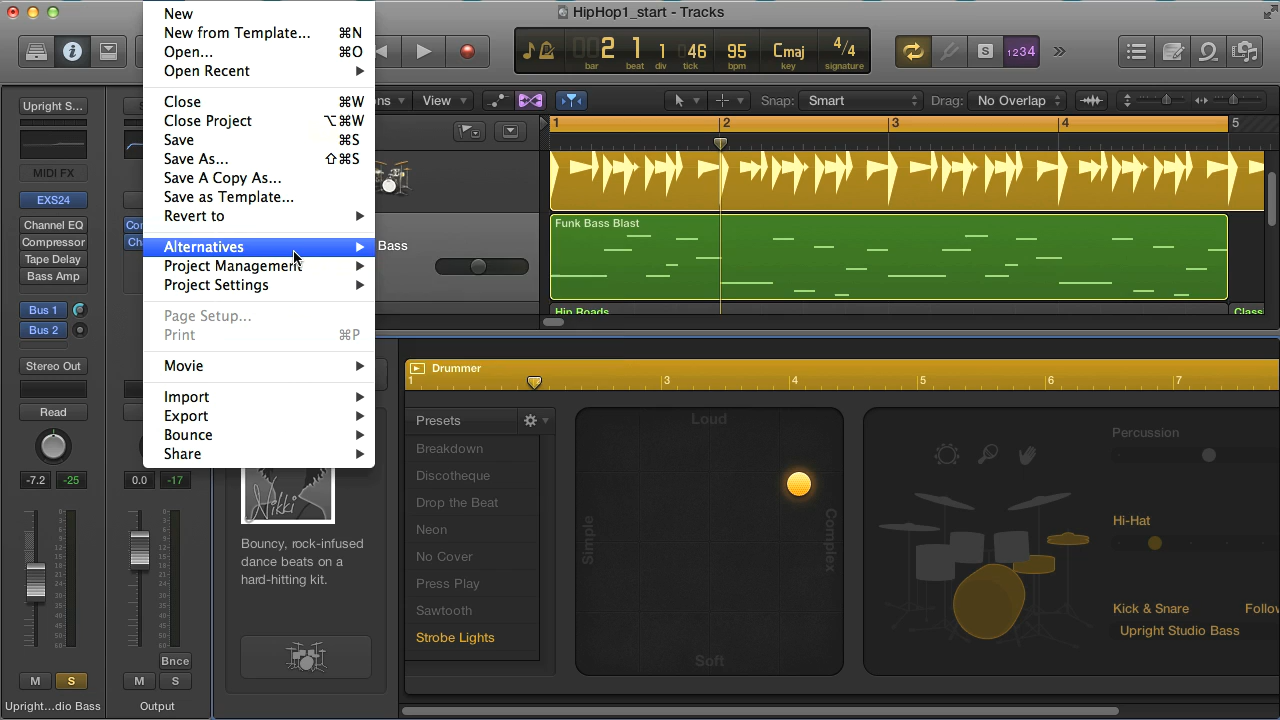 HipHop1_start - Tracks
New
New from Template... ⌘N
Open... ⌘O
Open Recent
Close ⌘W
Close Project ⌥⌘W
Save ⌘S
Save As... ⇧⌘S
Save A Copy As...
Save as Template...
Revert to
Alternatives
Project Management
Project Settings
Page Setup...
Print ⌘P
Movie
Import
Export
Bounce
Share
2 1 1 46 95 Cmaj 4/4
bar beat div tick bpm key signature
S 1234
View Snap: Smart Drag: No Overlap
1 2 3 4 5
Bass
Funk Bass Blast
Hip Roads
Class
Upright S...
MIDI FX
EXS24
Channel EQ
Compressor
Tape Delay
Bass Amp
Bus 1
Bus 2
Stereo Out
Read
-7.2 -25 0.0 -17
Bnce
M S M S
Upright...dio Bass Output
Nikki
Bouncy, rock-infused
dance beats on a
hard-hitting kit.
Drummer
1 3 4 5 6 7
Presets
Breakdown
Discotheque
Drop the Beat
Neon
No Cover
Press Play
Sawtooth
Strobe Lights
Loud
Simple
Complex
Soft
Percussion
Hi-Hat
Kick & Snare Follow
Upright Studio Bass